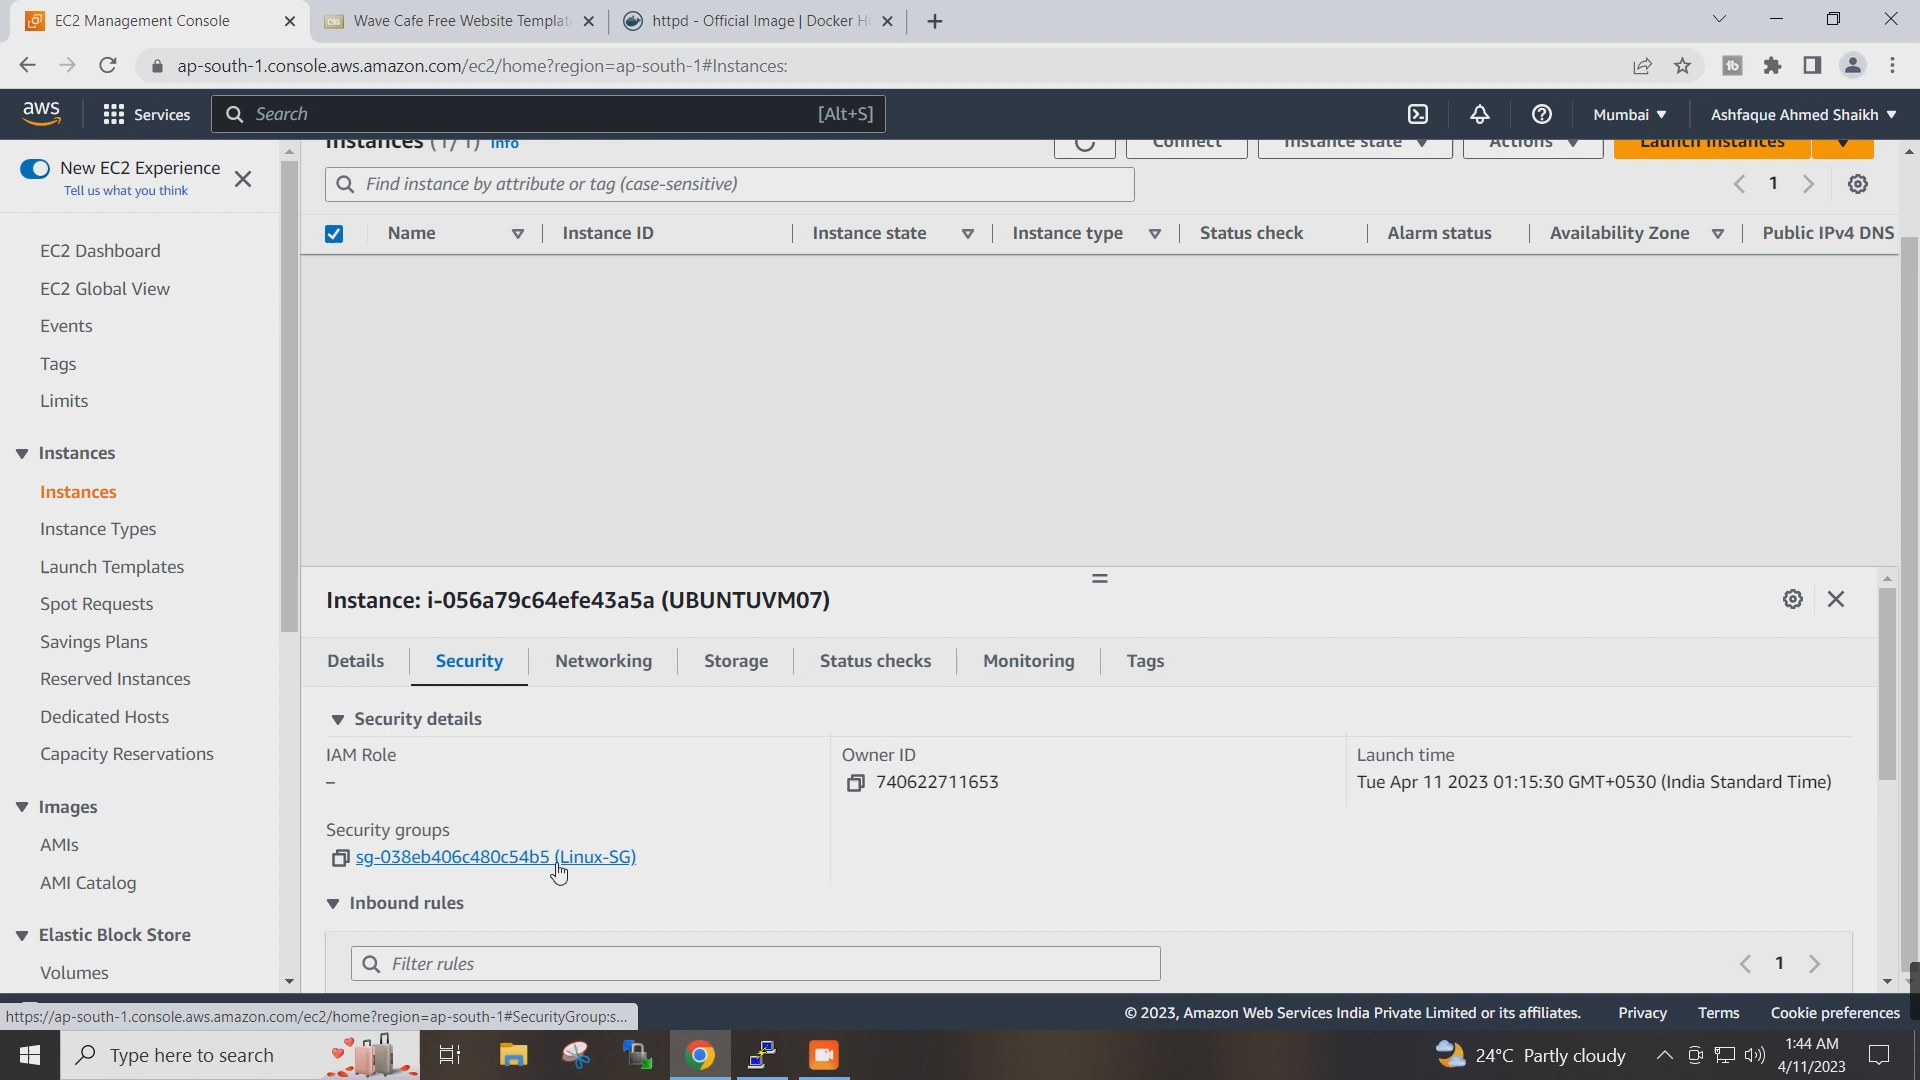 EC2 Management Console
Wave Cafe Free Website Templat
httpd - Official Image | Docker H
ap-south-1.console.aws.amazon.com/ec2/home?region=ap-south-1#Instances:
aws
Services
Search
[Alt+S]
Mumbai
Ashfaque Ahmed Shaikh
New EC2 Experience
Tell us what you think
Instances (1/1) Info
Connect
Instance state
Actions
Launch instances
Find instance by attribute or tag (case-sensitive)
1
Name
Instance ID
Instance state
Instance type
Status check
Alarm status
Availability Zone
Public IPv4 DNS
EC2 Dashboard
EC2 Global View
Events
Tags
Limits
Instances
Instances
Instance Types
Launch Templates
Spot Requests
Savings Plans
Reserved Instances
Dedicated Hosts
Capacity Reservations
Images
AMIs
AMI Catalog
Elastic Block Store
Volumes
Instance: i-056a79c64efe43a5a (UBUNTUVM07)
Details
Security
Networking
Storage
Status checks
Monitoring
Tags
Security details
IAM Role
–
Owner ID
740622711653
Launch time
Tue Apr 11 2023 01:15:30 GMT+0530 (India Standard Time)
Security groups
sg-038eb406c480c54b5 (Linux-SG)
Inbound rules
Filter rules
1
https://ap-south-1.console.aws.amazon.com/ec2/home?region=ap-south-1#SecurityGroup:s...
© 2023, Amazon Web Services India Private Limited or its affiliates.
Privacy
Terms
Cookie preferences
Type here to search
24°C Partly cloudy
1:44 AM
4/11/2023